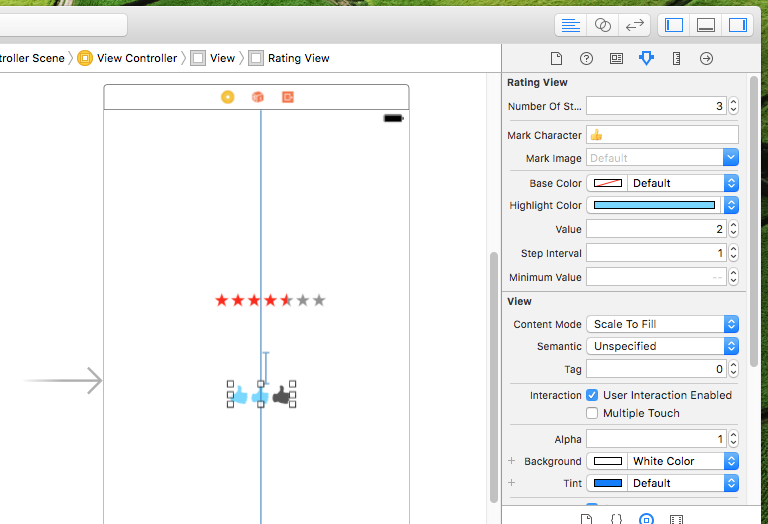 roller Scene 〉 View Controller 〉 View 〉 Rating View
Rating View
Number Of St... 3
Mark Character 👍
Mark Image Default
Base Color Default
Highlight Color
Value 2
Step Interval 1
Minimum Value --
View
Content Mode Scale To Fill
Semantic Unspecified
Tag 0
Interaction User Interaction Enabled
Multiple Touch
Alpha 1
+ Background White Color
+ Tint Default
{}